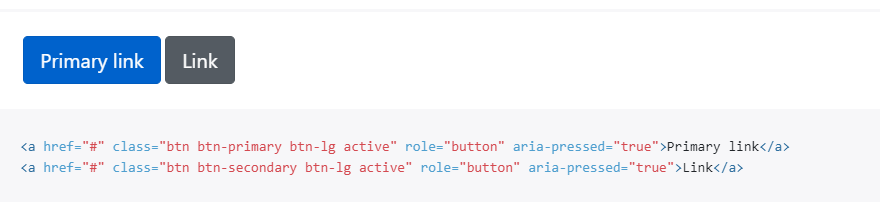 Primary link Link
<a href="#" class="btn btn-primary btn-lg active" role="button" aria-pressed="true">Primary link</a>
<a href="#" class="btn btn-secondary btn-lg active" role="button" aria-pressed="true">Link</a>